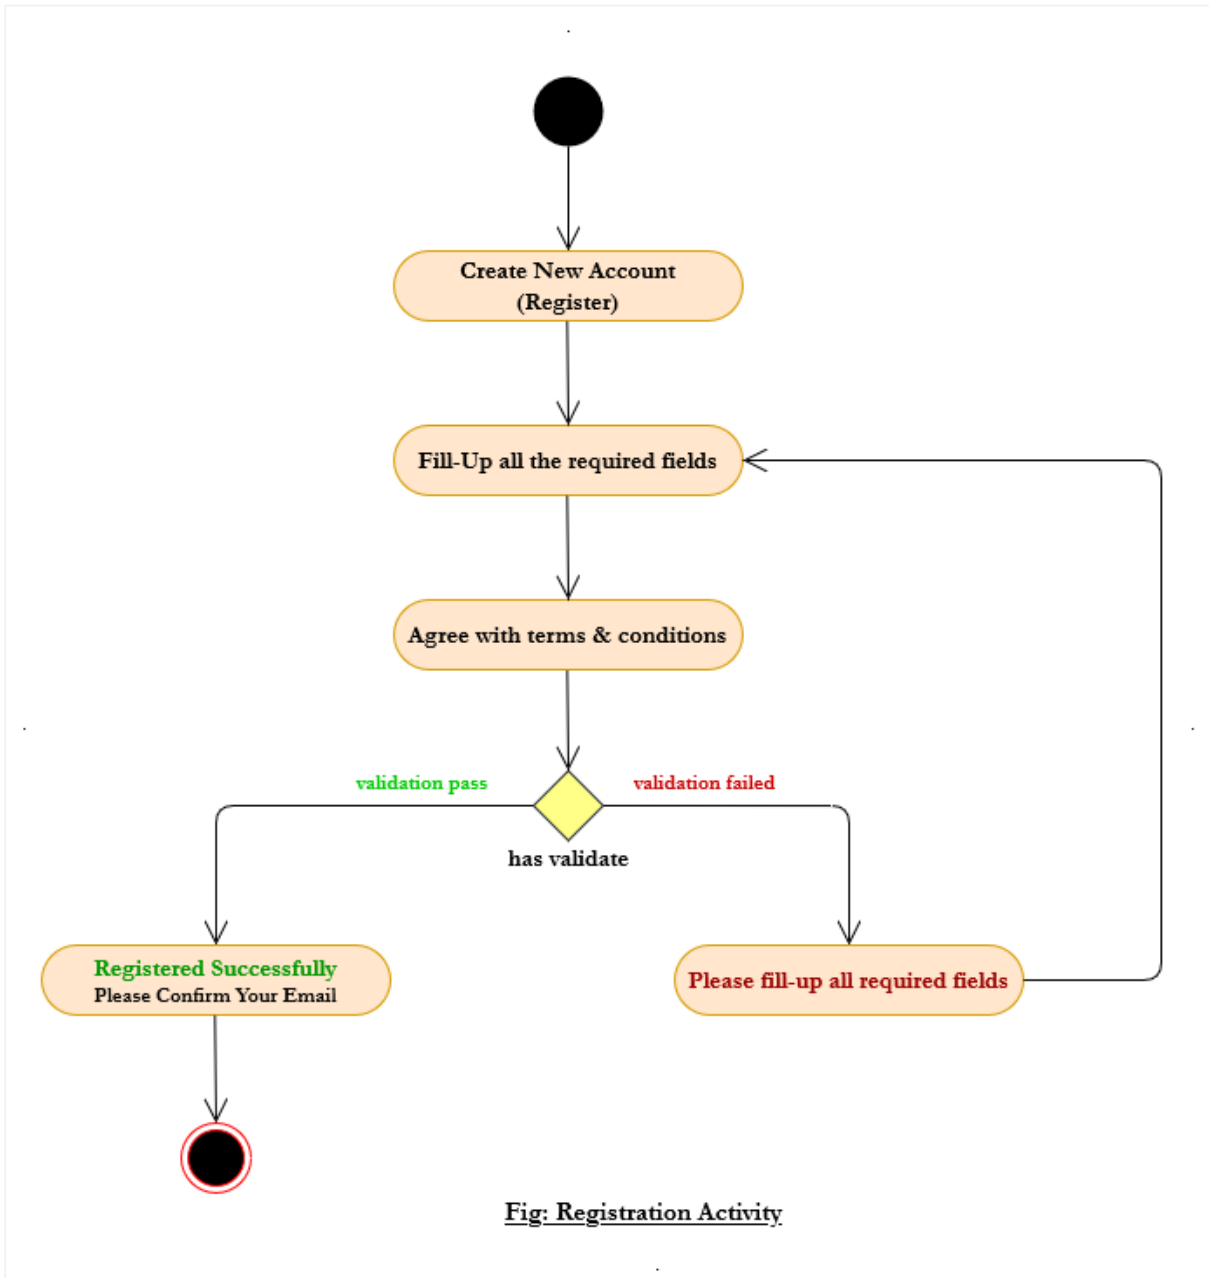 Create New Account
(Register)
Fill-Up all the required fields
Agree with terms & conditions
validation pass
validation failed
has validate
Registered Successfully
Please Confirm Your Email
Please fill-up all required fields
Fig: Registration Activity